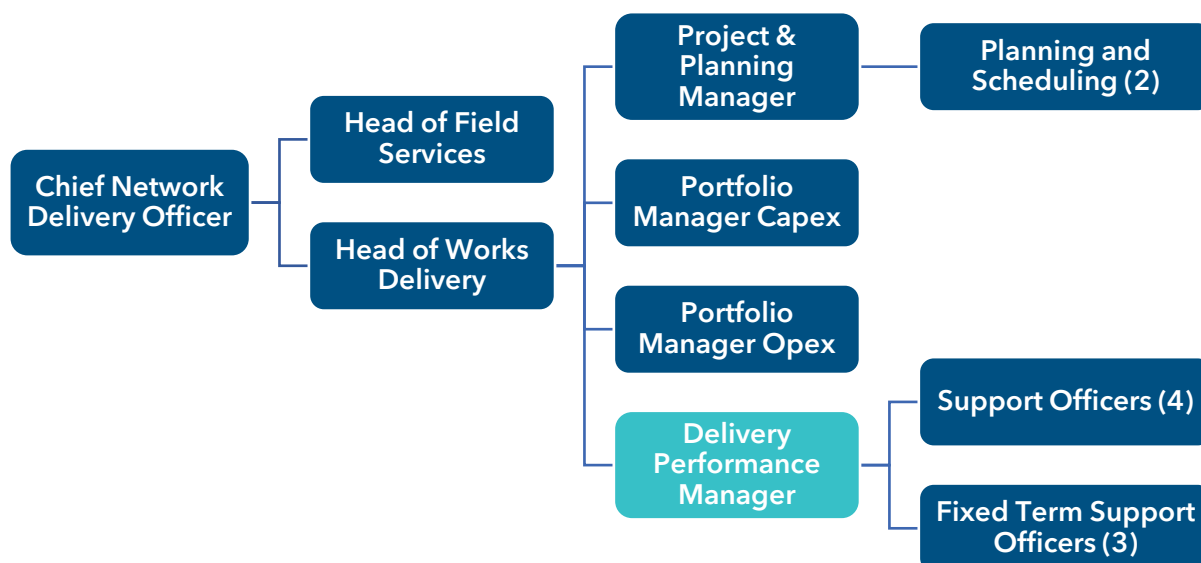 Chief Network
Delivery Officer
Head of Field
Services
Head of Works
Delivery
Project &
Planning
Manager
Portfolio
Manager Capex
Portfolio
Manager Opex
Delivery
Performance
Manager
Planning and
Scheduling (2)
Support Officers (4)
Fixed Term Support
Officers (3)